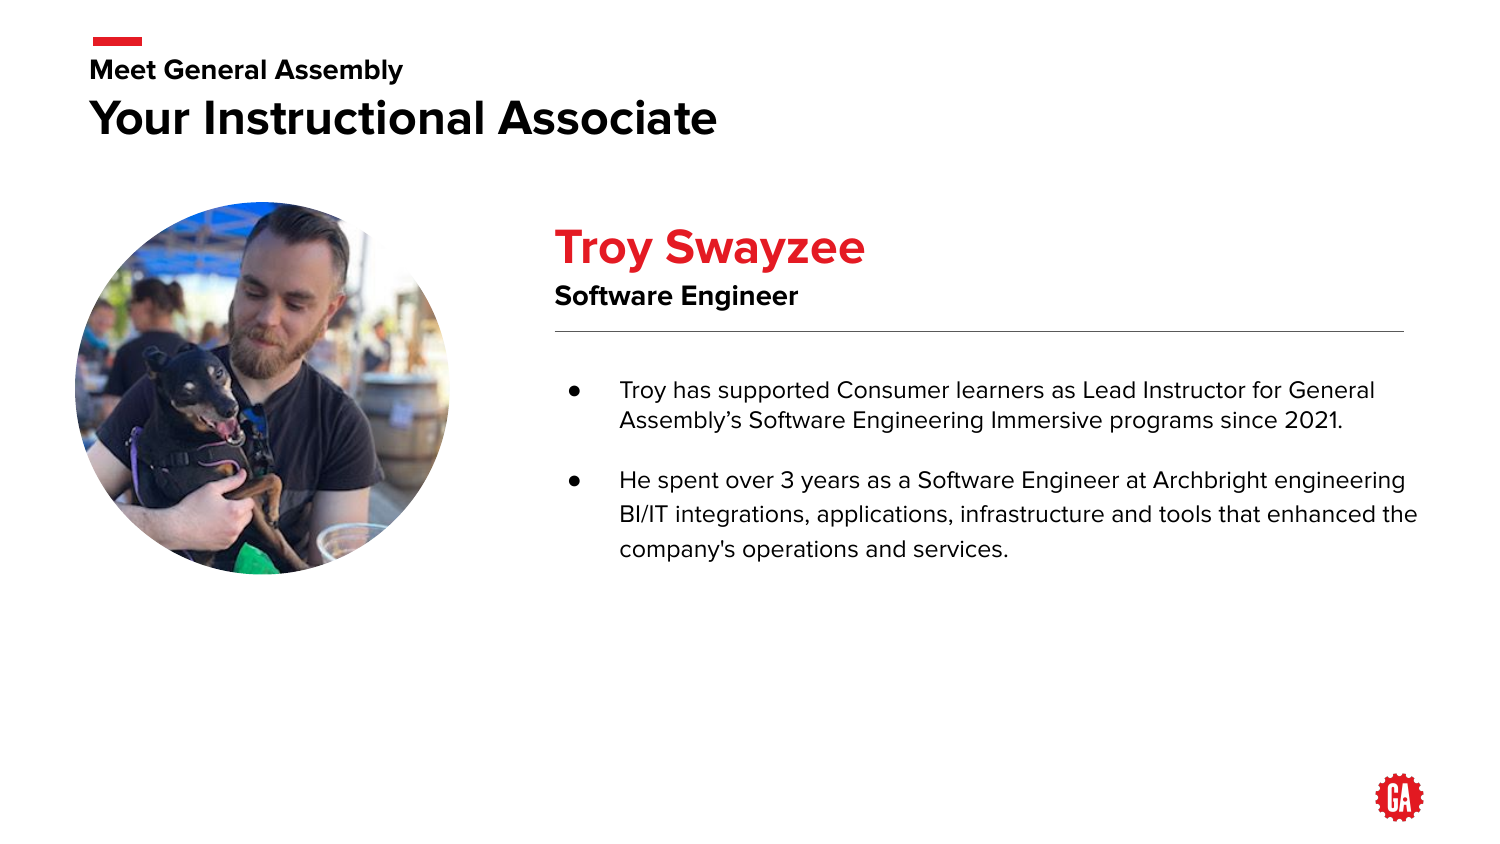 Meet General Assembly
Your Instructional Associate
Troy Swayzee
Software Engineer
● Troy has supported Consumer learners as Lead Instructor for General
Assembly’s Software Engineering Immersive programs since 2021.
● He spent over 3 years as a Software Engineer at Archbright engineering
BI/IT integrations, applications, infrastructure and tools that enhanced the
company's operations and services.
GA